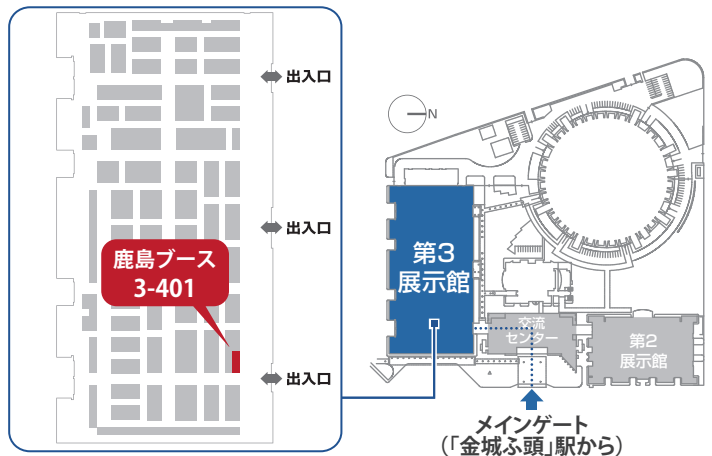 出入口
出入口
鹿島ブース
3-401
出入口
N
第3
展示館
交流
センター
第2
展示館
メインゲート
（「金城ふ頭」駅から）